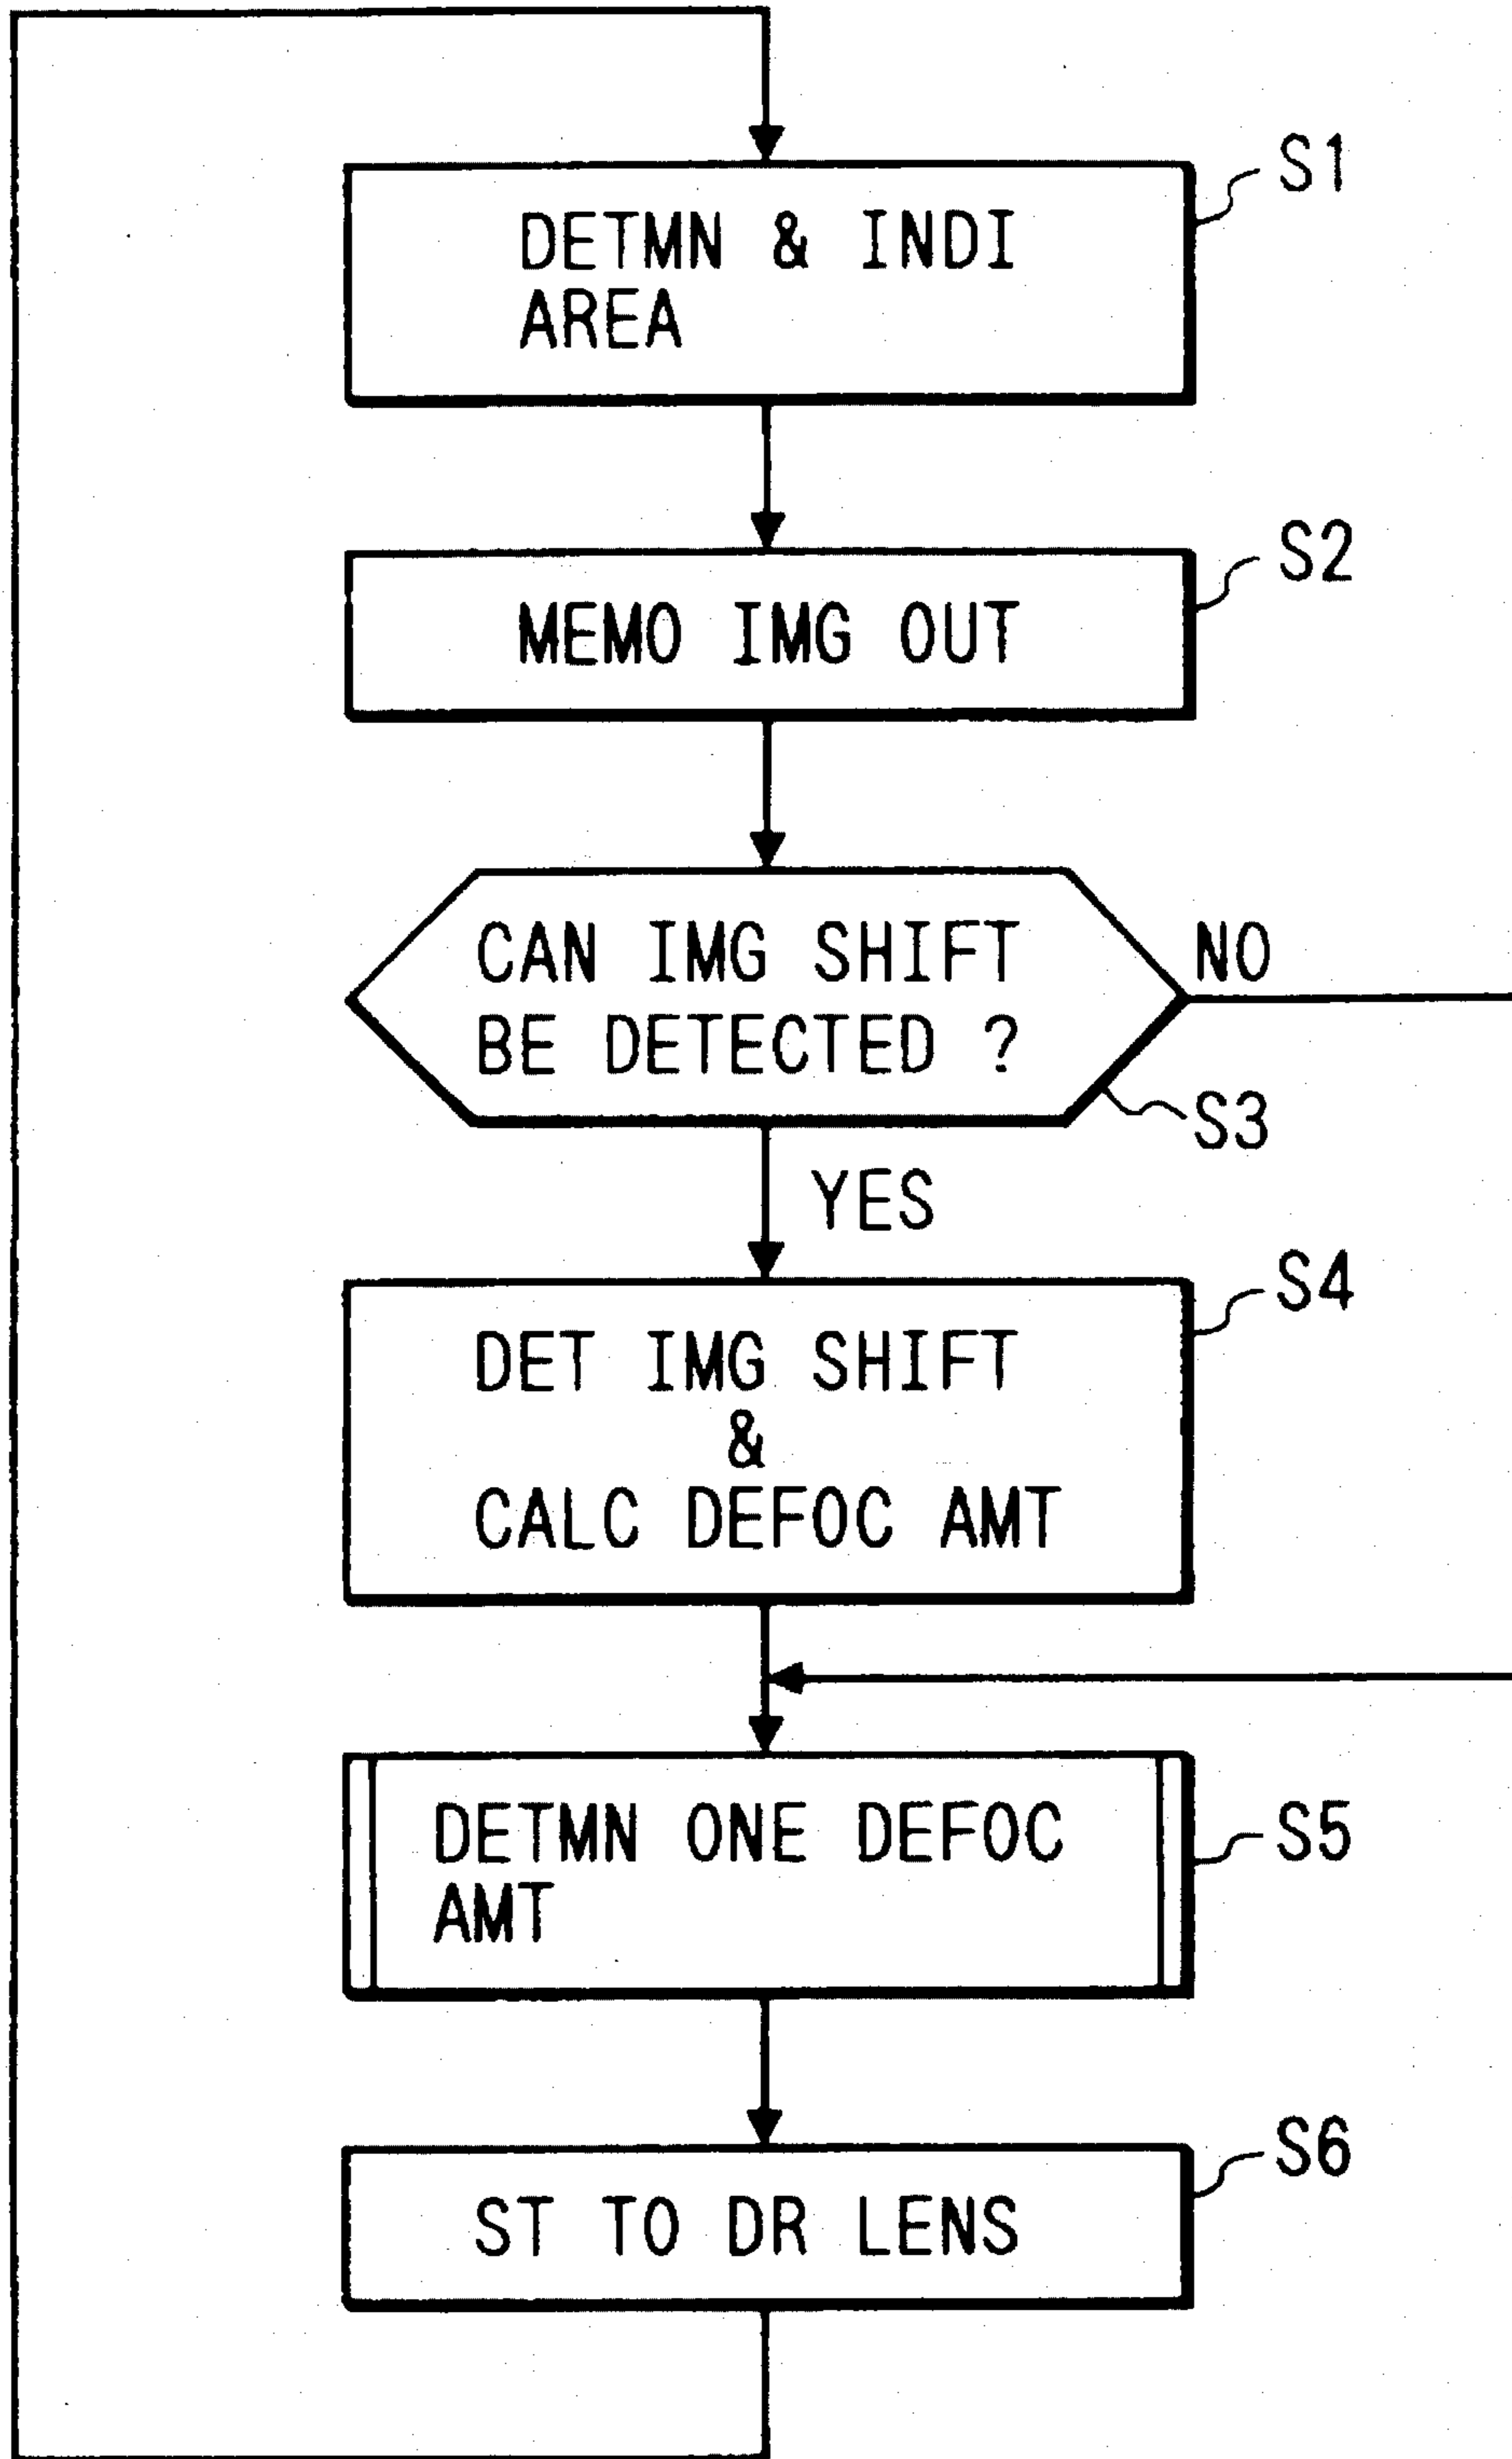 S1
DETMN & INDI
AREA
S2
MEMO IMG OUT
CAN IMG SHIFT
BE DETECTED ?
NO
S3
YES
S4
DET IMG SHIFT
&
CALC DEFOC AMT
S5
DETMN ONE DEFOC
AMT
S6
ST TO DR LENS